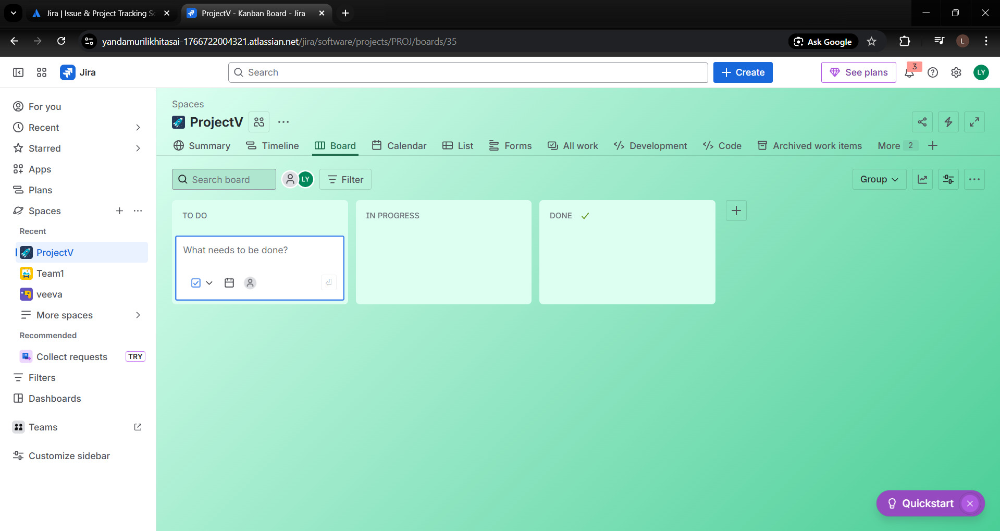 Jira | Issue & Project Tracking So
ProjectV - Kanban Board - Jira
yandamurilikhitasai-1766722004321.atlassian.net/jira/software/projects/PROJ/boards/35
Ask Google
L
Jira
Search
Create
See plans
3
LY
For you
Recent
Starred
Apps
Plans
Spaces
Recent
ProjectV
Team1
veeva
More spaces
Recommended
Collect requests
TRY
Filters
Dashboards
Teams
Customize sidebar
Spaces
ProjectV
Summary
Timeline
Board
Calendar
List
Forms
All work
Development
Code
Archived work items
More 2
Search board
LY
Filter
Group
TO DO
IN PROGRESS
DONE
What needs to be done?
Quickstart